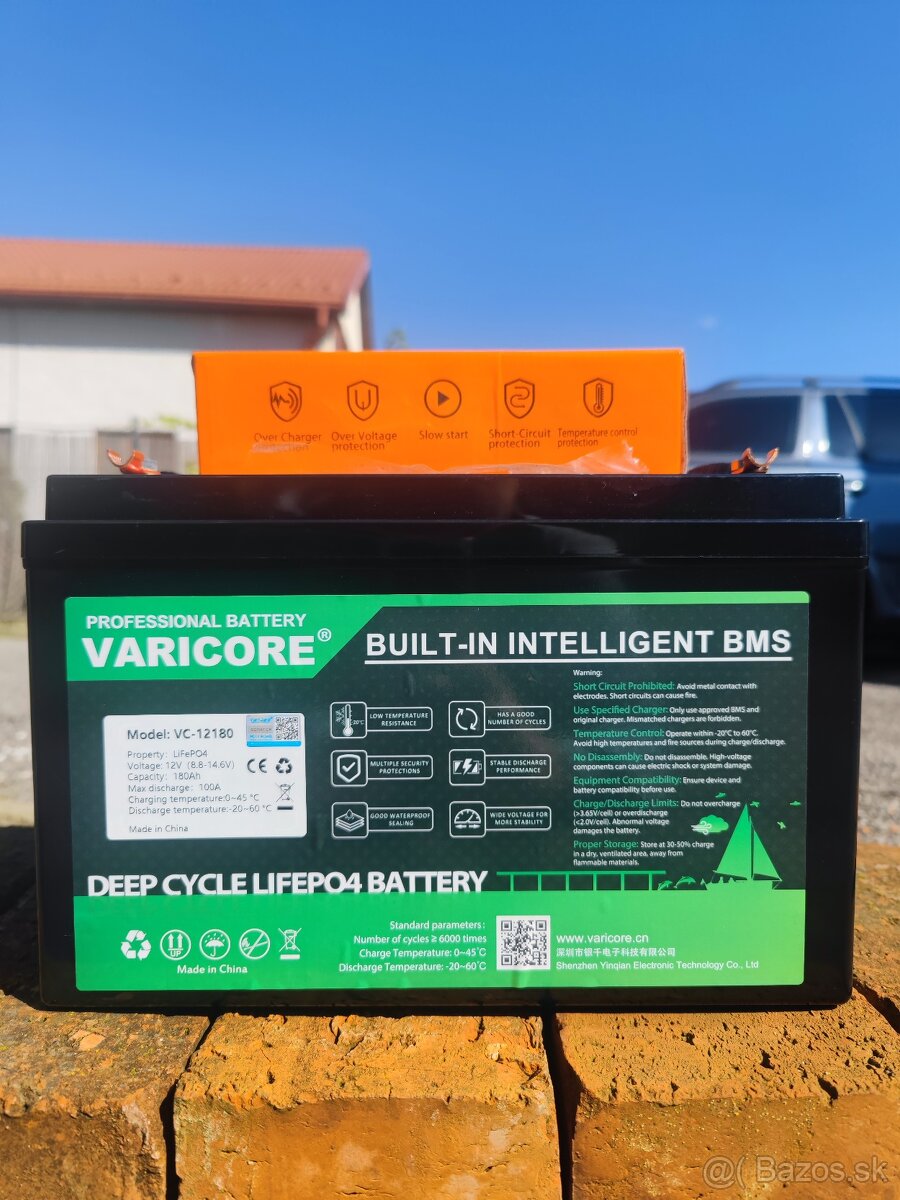 Over Charger
protection
Over Voltage
protection
Slow start
Short-Circuit
protection
Temperature control
protection
PROFESSIONAL BATTERY
VARICORE®
BUILT-IN INTELLIGENT BMS
Model: VC-12180
Property: LiFePO4
Voltage: 12V (8.8-14.6V)
Capacity: 180Ah
Max discharge: 100A
Charging temperature:0~45 ℃
Discharge temperature:-20~60 ℃
Made in China
CE
20°C
LOW TEMPERATURE
RESISTANCE
HAS A GOOD
NUMBER OF CYCLES
MULTIPLE SECURITY
PROTECTIONS
STABLE DISCHARGE
PERFORMANCE
GOOD WATERPROOF
SEALING
WIDE VOLTAGE FOR
MORE STABILITY
Warning:
Short Circuit Prohibited: Avoid metal contact with
electrodes. Short circuits can cause fire.
Use Specified Charger: Only use approved BMS and
original charger. Mismatched chargers are forbidden.
Temperature Control: Operate within -20°C to 60°C.
Avoid high temperatures and fire sources during charge/discharge.
No Disassembly: Do not disassemble. High-voltage
components can cause electric shock or system damage.
Equipment Compatibility: Ensure device and
battery compatibility before use.
Charge/Discharge Limits: Do not overcharge
(>3.65V/cell) or overdischarge
(<2.0V/cell). Abnormal voltage
damages the battery.
Proper Storage: Store at 30-50% charge
in a dry, ventilated area, away from
flammable materials.
DEEP CYCLE LIFEPO4 BATTERY
UP
Made in China
Standard parameters:
Number of cycles ≥ 6000 times
Charge Temperature: 0~45℃
Discharge Temperature: -20~60℃
www.varicore.cn
深圳市银千电子科技有限公司
Shenzhen Yinqian Electronic Technology Co., Ltd
@( Bazos.sk